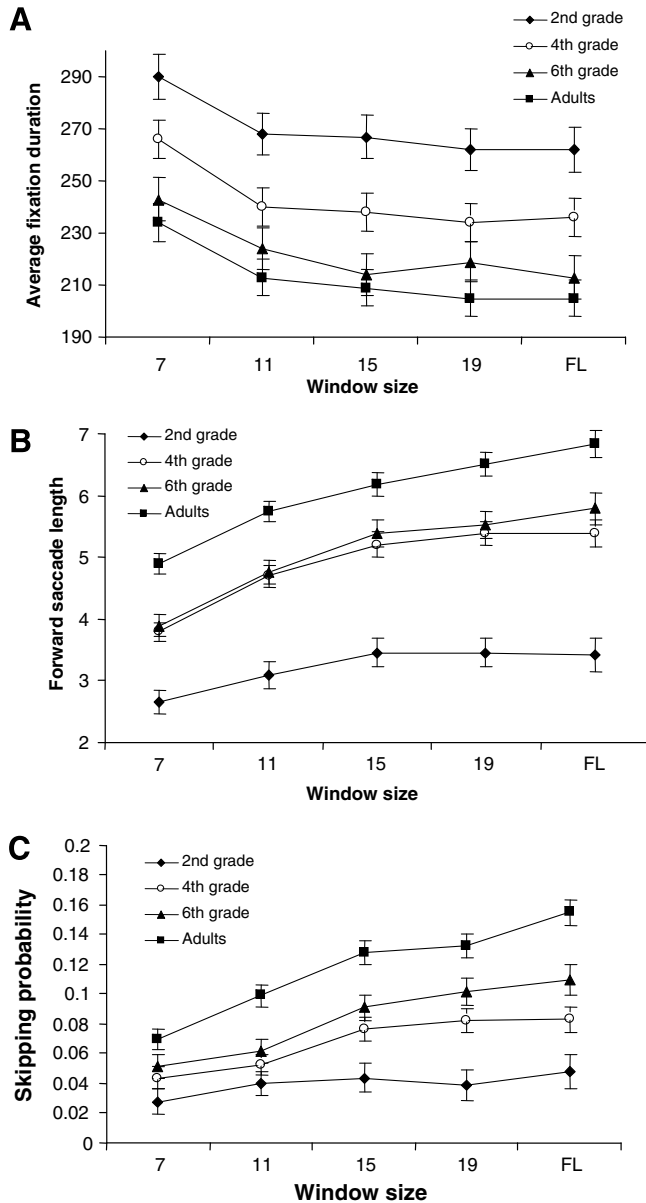 A
2nd grade
4th grade
6th grade
Adults
290
270
250
230
210
190
Average fixation duration
7 11 15 19 FL
Window size
B
7
6
5
4
3
2
2nd grade
4th grade
6th grade
Adults
Forward saccade length
7 11 15 19 FL
Window size
C
0.2
0.18
0.16
0.14
0.12
0.1
0.08
0.06
0.04
0.02
0
2nd grade
4th grade
6th grade
Adults
Skipping probability
7 11 15 19 FL
Window size